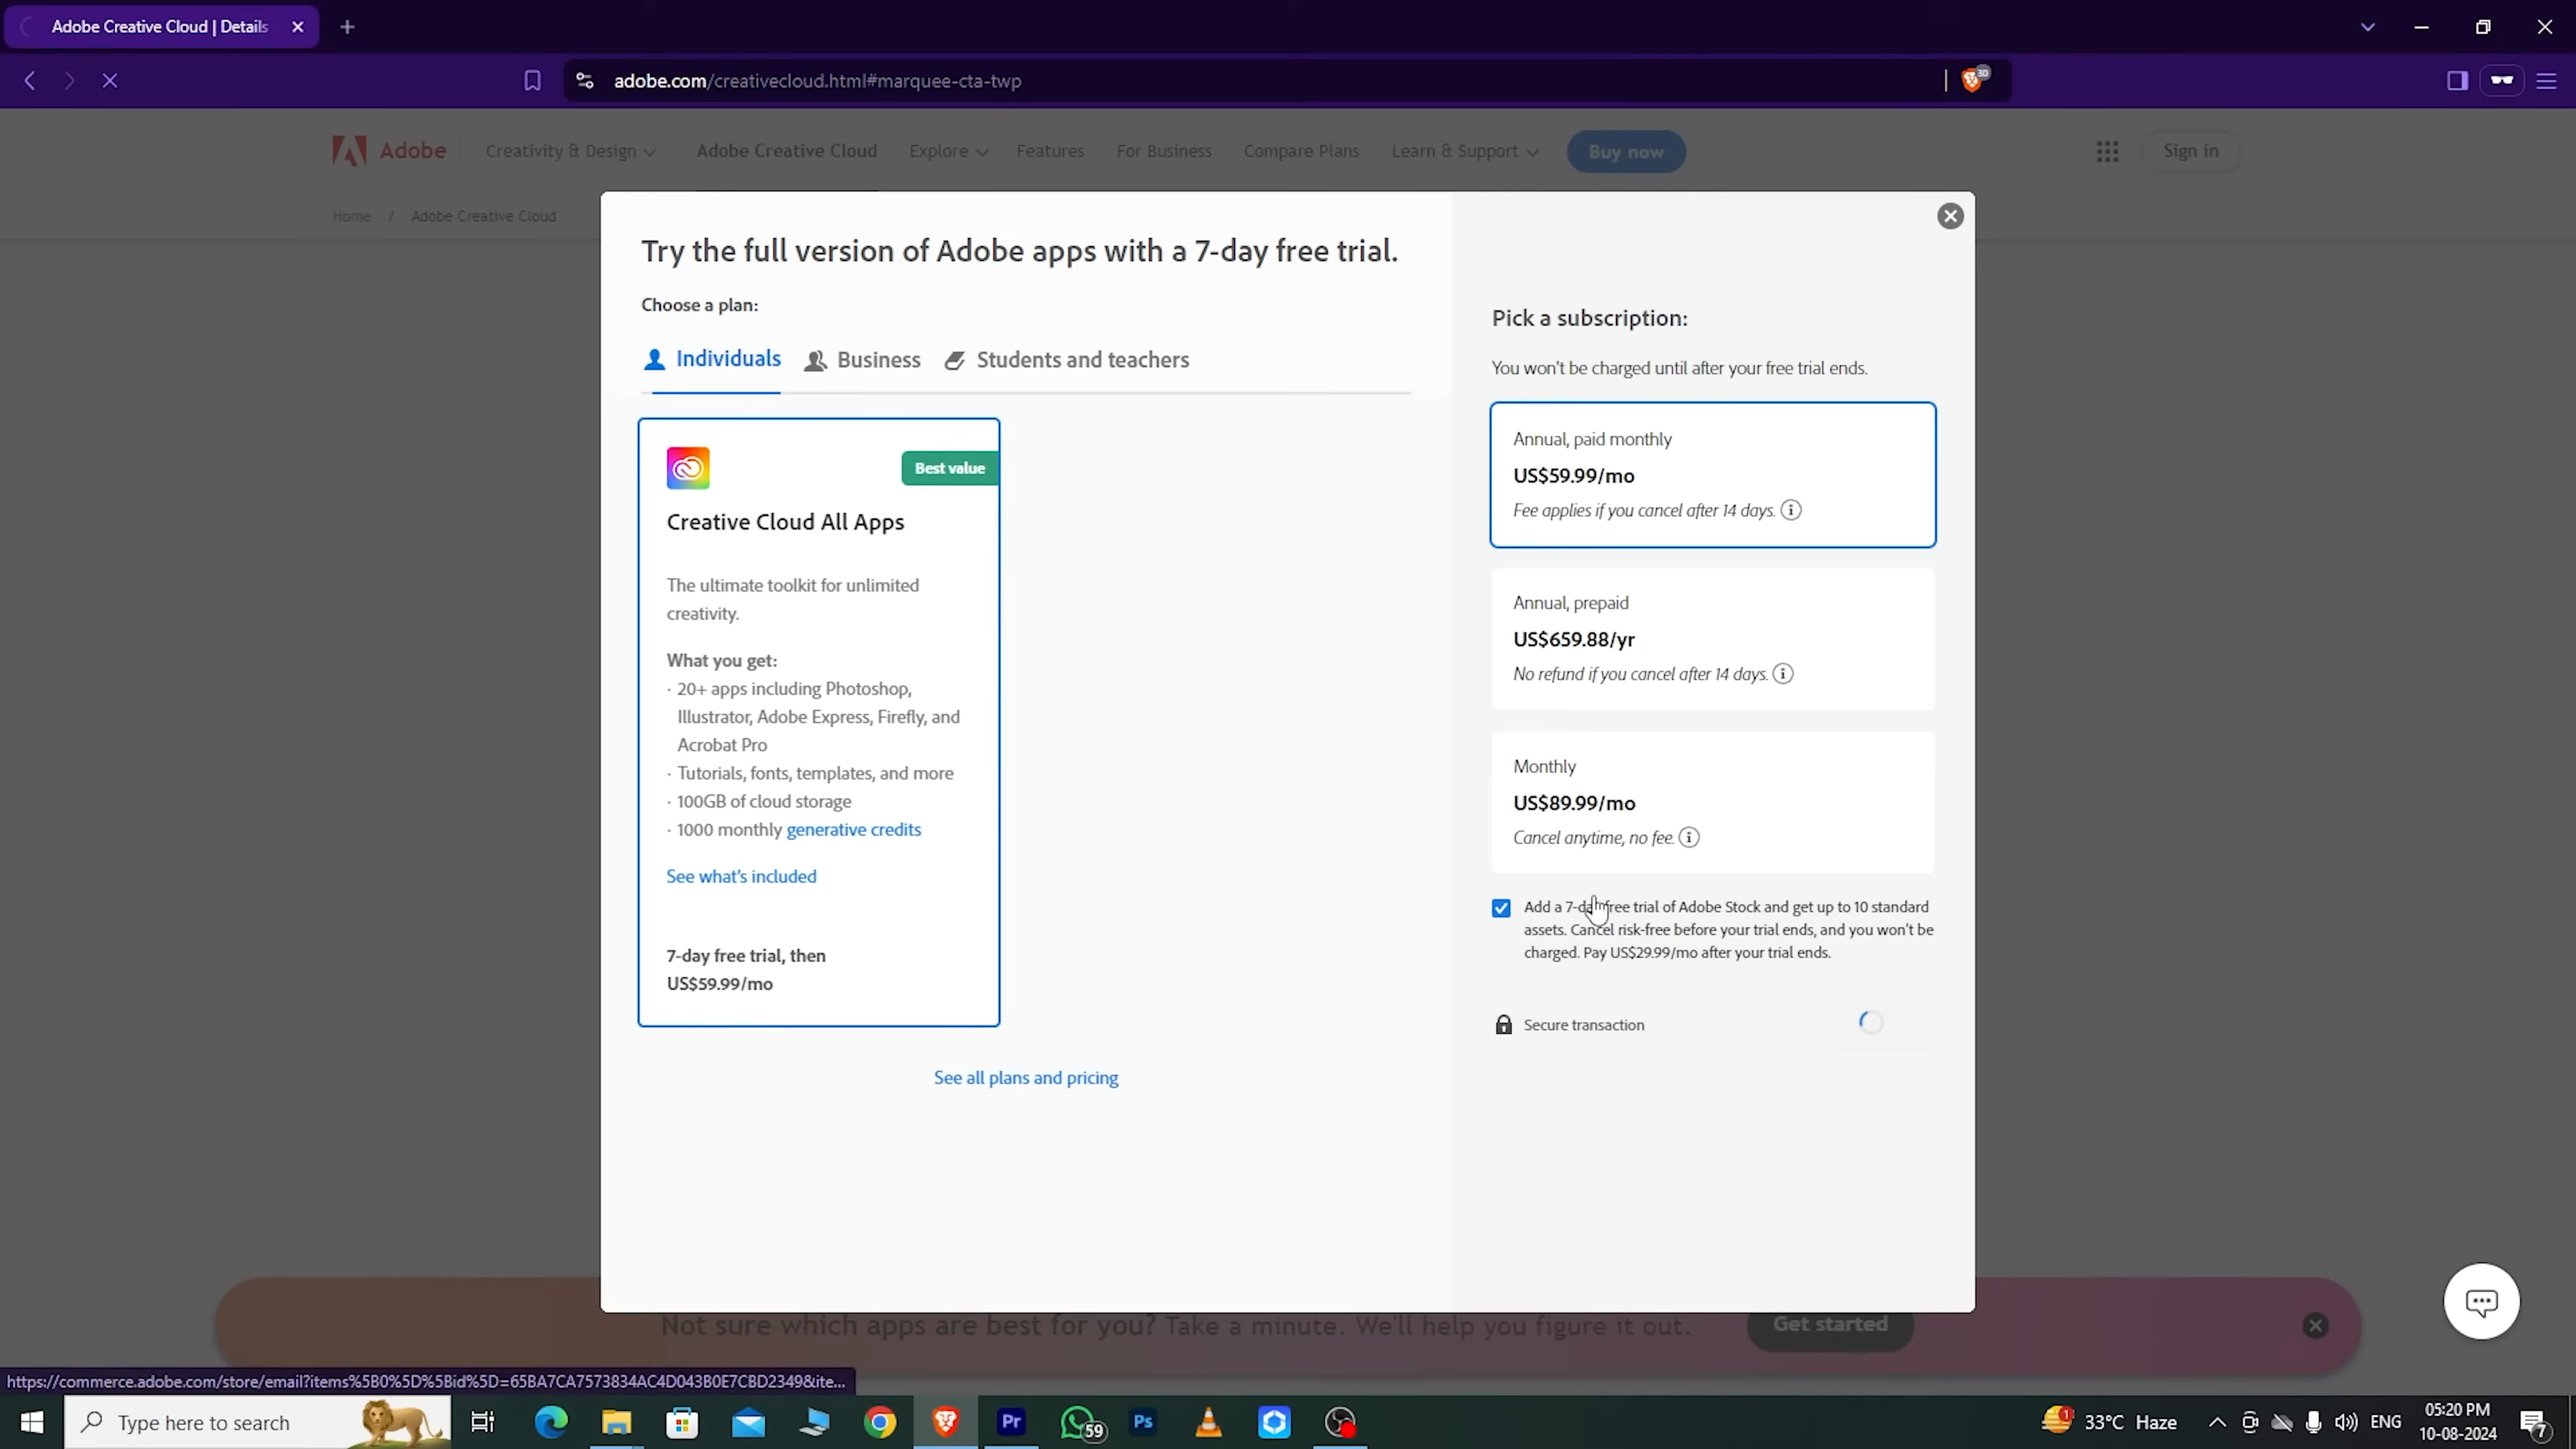 Adobe Creative Cloud | Details
adobe.com/creativecloud.html#marquee-cta-twp
30
Adobe
Creativity & Design
Adobe Creative Cloud
Explore
Features
For Business
Compare Plans
Learn & Support
Buy now
Sign in
Home / Adobe Creative Cloud
Try the full version of Adobe apps with a 7-day free trial.
Choose a plan:
Individuals
Business
Students and teachers
Best value
Creative Cloud All Apps
The ultimate toolkit for unlimited
creativity.
What you get:
· 20+ apps including Photoshop,
Illustrator, Adobe Express, Firefly, and
Acrobat Pro
· Tutorials, fonts, templates, and more
· 100GB of cloud storage
· 1000 monthly generative credits
See what's included
7-day free trial, then
US$59.99/mo
See all plans and pricing
Pick a subscription:
You won't be charged until after your free trial ends.
Annual, paid monthly
US$59.99/mo
Fee applies if you cancel after 14 days.
Annual, prepaid
US$659.88/yr
No refund if you cancel after 14 days.
Monthly
US$89.99/mo
Cancel anytime, no fee.
Add a 7-day free trial of Adobe Stock and get up to 10 standard
assets. Cancel risk-free before your trial ends, and you won't be
charged. Pay US$29.99/mo after your trial ends.
Secure transaction
Not sure which apps are best for you? Take a minute. We'll help you figure it out.
Get started
https://commerce.adobe.com/store/email?items%5B0%5D%5Bid%5D=65BA7CA7573834AC4D043B0E7CBD2349&ite...
Type here to search
Pr
59
Ps
1
33°C Haze
ENG
05:20 PM
10-08-2024
7